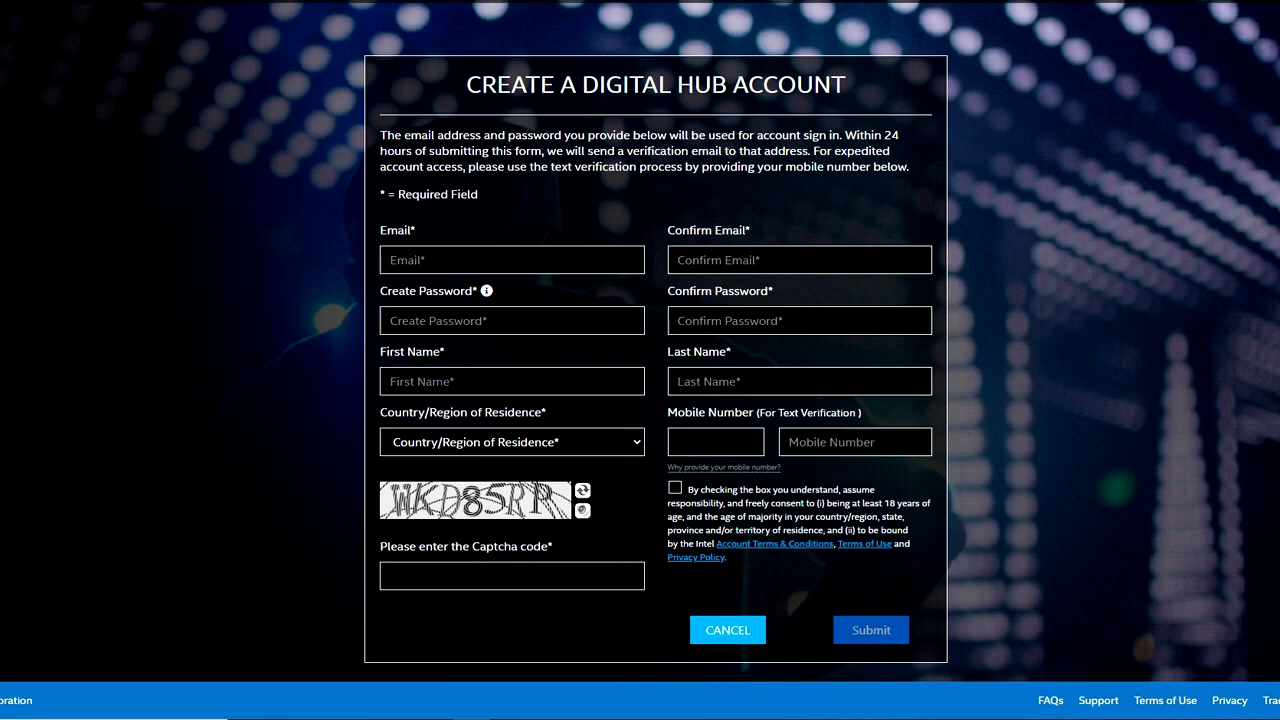 CREATE A DIGITAL HUB ACCOUNT
The email address and password you provide below will be used for account sign in. Within 24
hours of submitting this form, we will send a verification email to that address. For expedited
account access, please use the text verification process by providing your mobile number below.
* = Required Field
Email*
Confirm Email*
Email*
Confirm Email*
Create Password*
Confirm Password*
Create Password*
Confirm Password*
First Name*
Last Name*
First Name*
Last Name*
Country/Region of Residence*
Mobile Number (For Text Verification )
Country/Region of Residence*
Mobile Number
Why provide your mobile number?
By checking the box you understand, assume
responsibility, and freely consent to (i) being at least 18 years of
age, and the age of majority in your country/region, state,
province and/or territory of residence, and (ii) to be bound
by the Intel Account Terms & Conditions, Terms of Use and
Privacy Policy.
Please enter the Captcha code*
CANCEL
Submit
oration
FAQs
Support
Terms of Use
Privacy
Tra